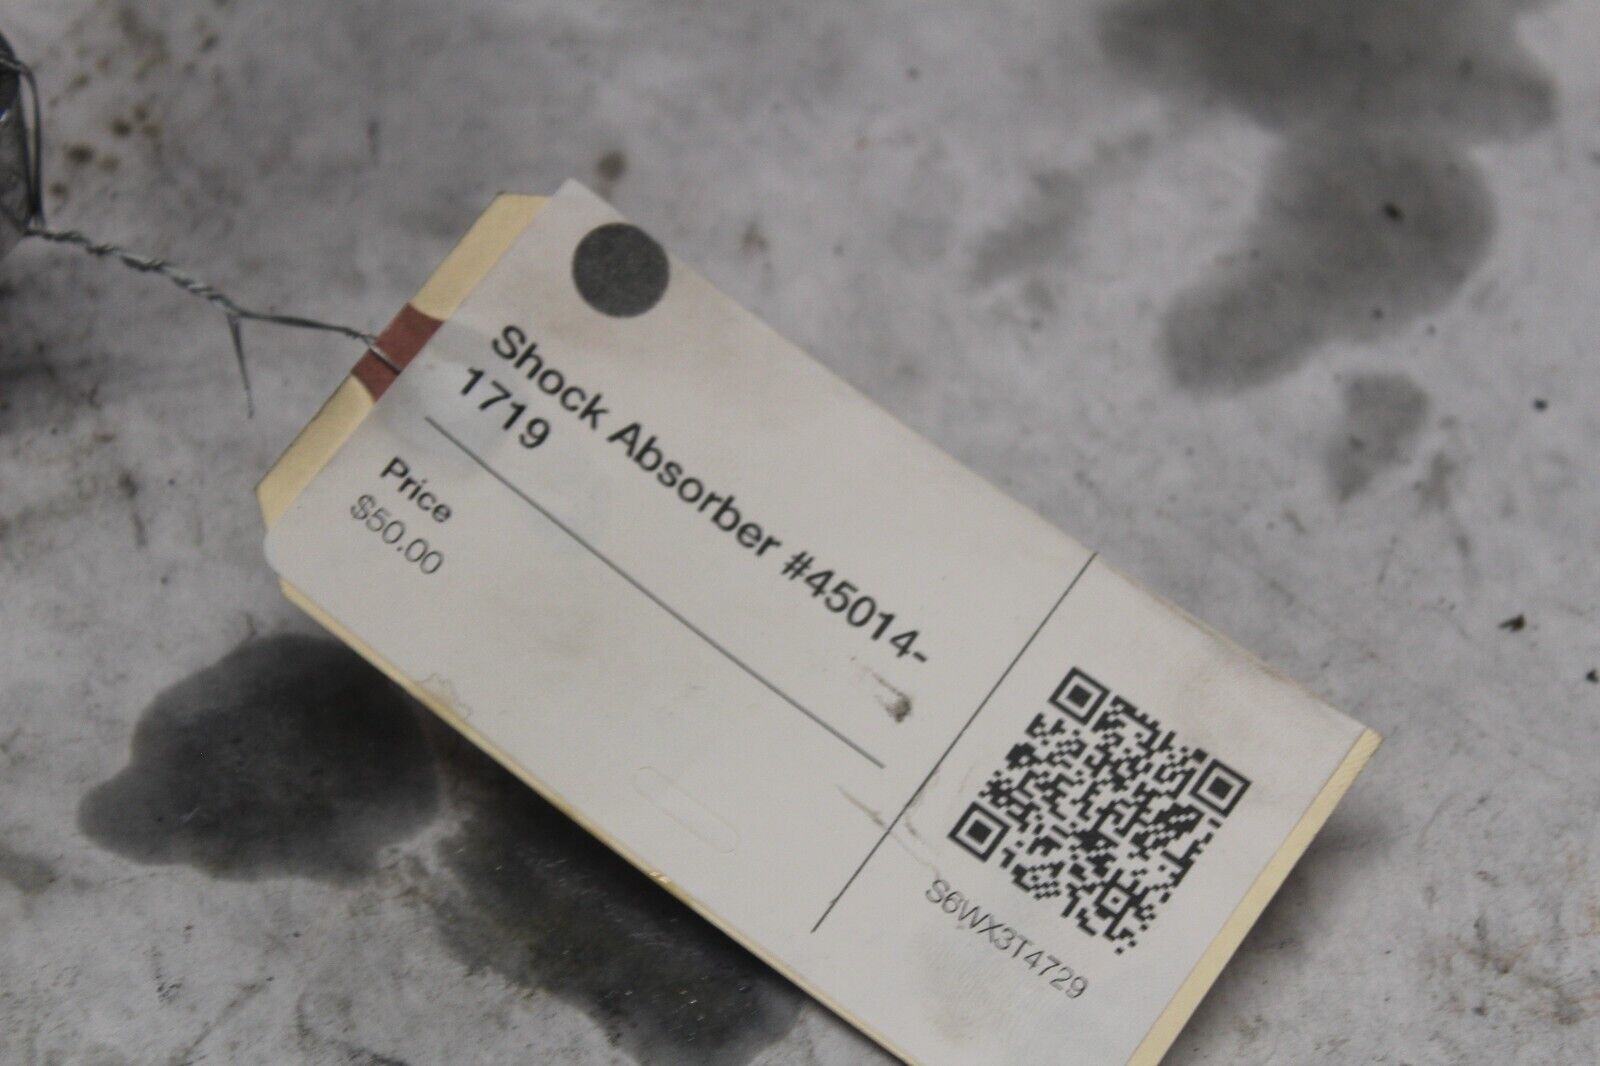 Shock Absorber #45014-
1719
Price
$50.00
S6WX3T4729